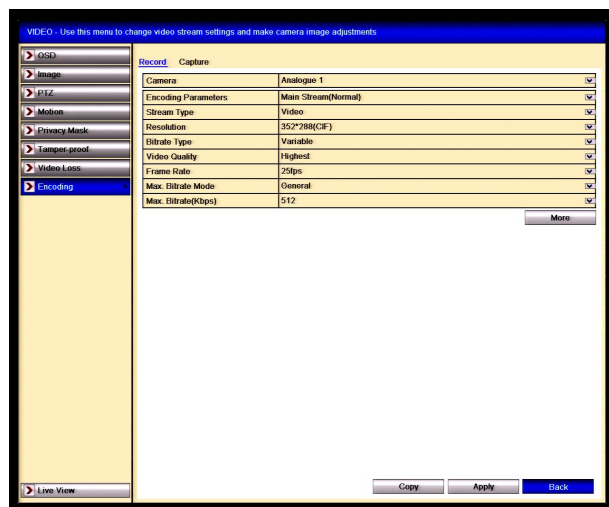 VIDEO - Use this menu to change video stream settings and make camera image adjustments
OSD
Image
PTZ
Motion
Privacy Mask
Tamper-proof
Video Loss
Encoding
Live View
Record Capture
Camera Analogue 1
Encoding Parameters Main Stream(Normal)
Stream Type Video
Resolution 352*288(CIF)
Bitrate Type Variable
Video Quality Highest
Frame Rate 25fps
Max. Bitrate Mode General
Max. Bitrate(Kbps) 512
More
Copy Apply Back